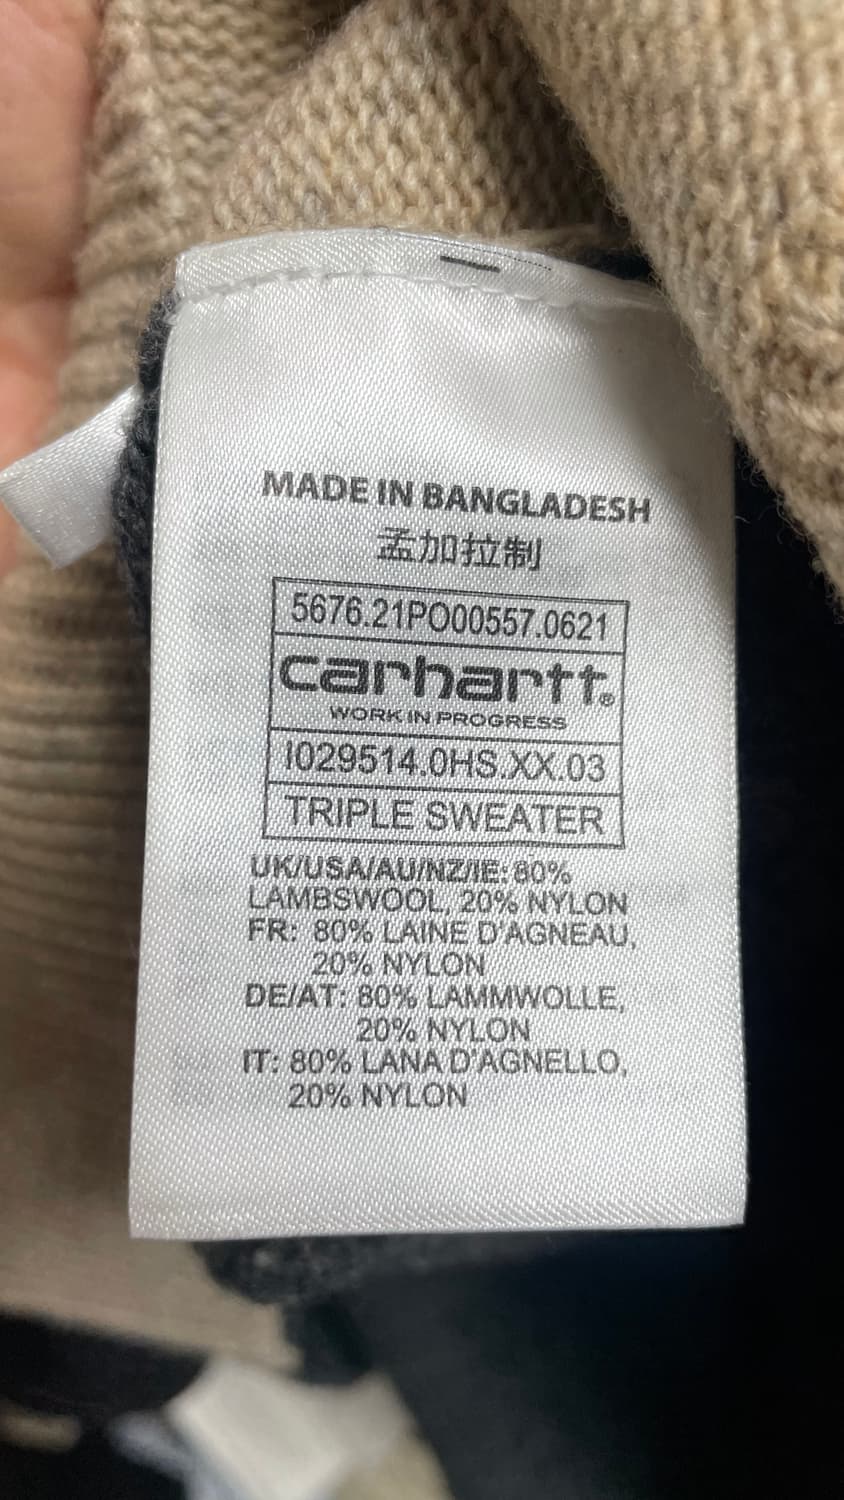 MADE IN BANGLADESH
孟加拉制
5676.21PO00557.0621
carhartt®
WORK IN PROGRESS
I029514.0HS.XX.03
TRIPLE SWEATER
UK/USA/AU/NZ/IE: 80%
LAMBSWOOL, 20% NYLON
FR: 80% LAINE D'AGNEAU,
20% NYLON
DE/AT: 80% LAMMWOLLE,
20% NYLON
IT: 80% LANA D'AGNELLO,
20% NYLON